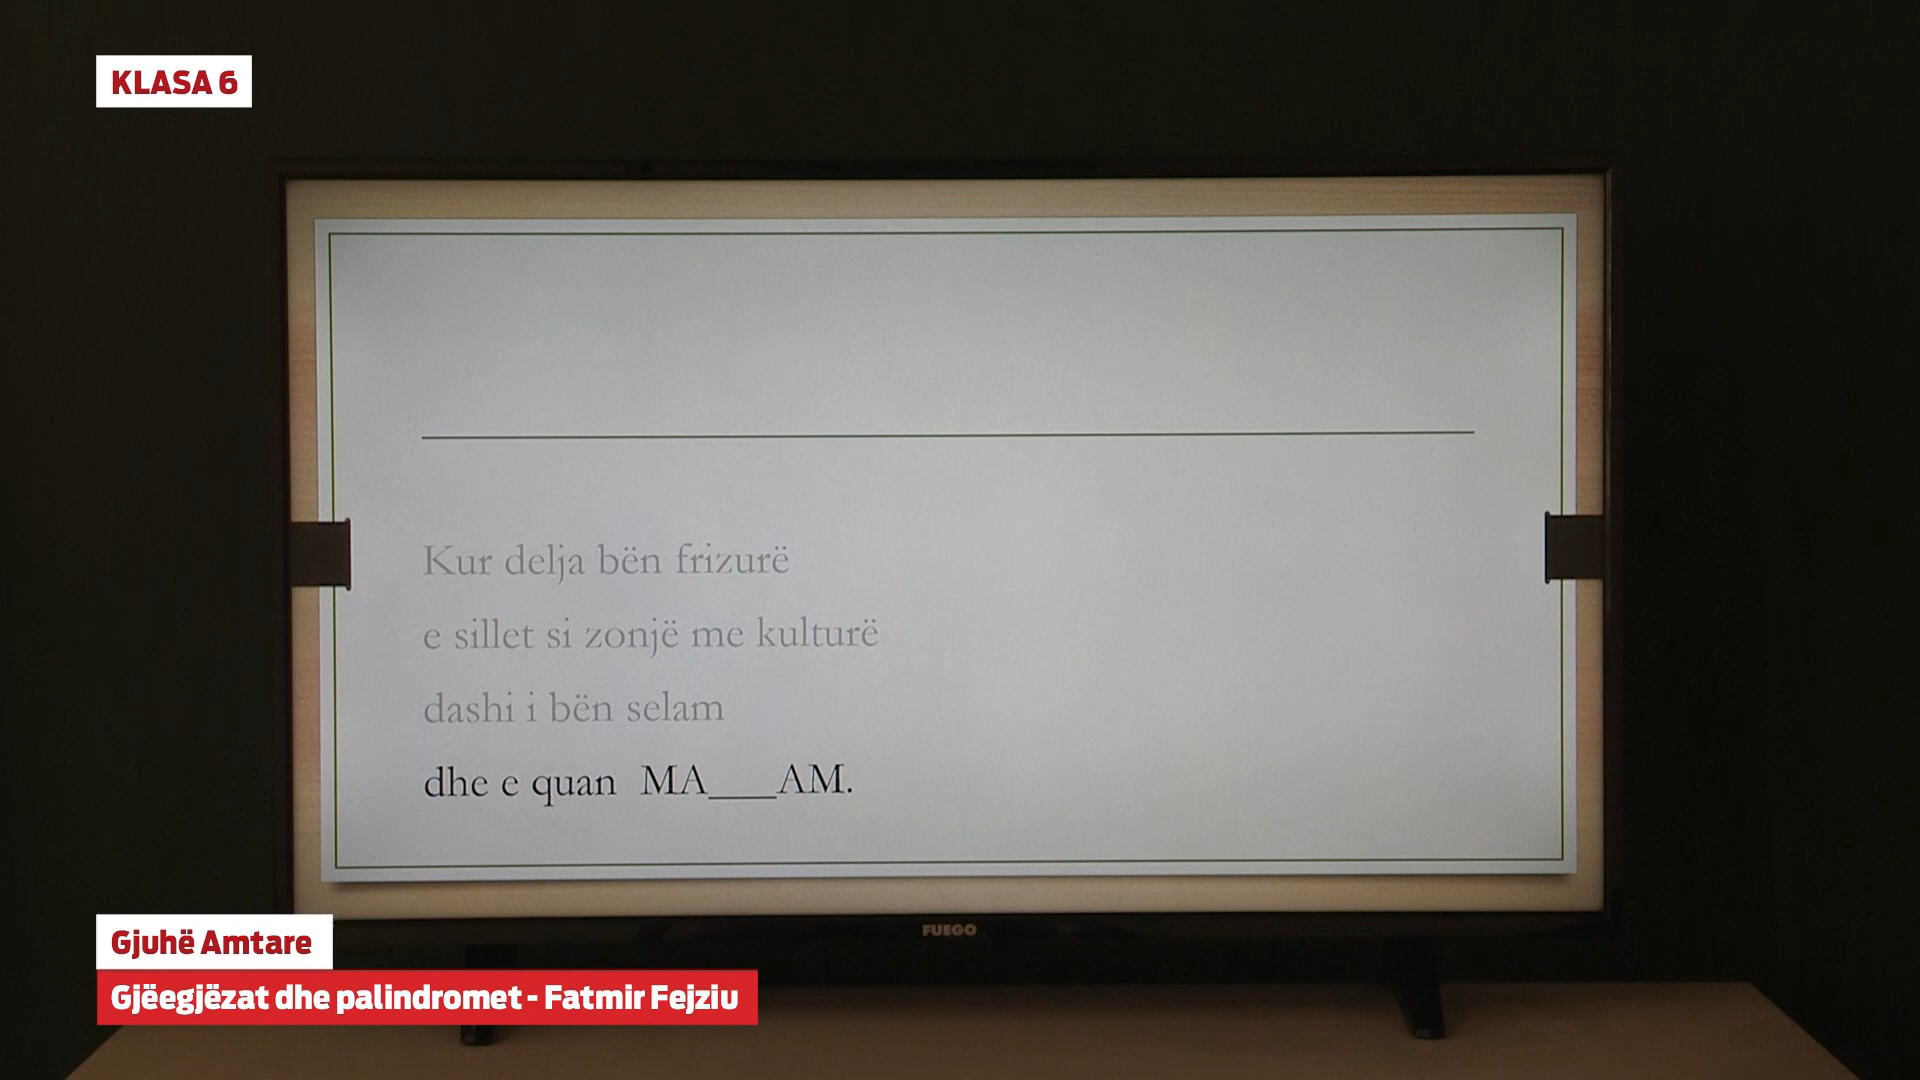 KLASA 6
Kur delja bën frizurë
e sillet si zonjë me kulturë
dashi i bën selam
dhe e quan MA___AM.
FUEGO
Gjuhë Amtare
Gjëegjëzat dhe palindromet - Fatmir Fejziu